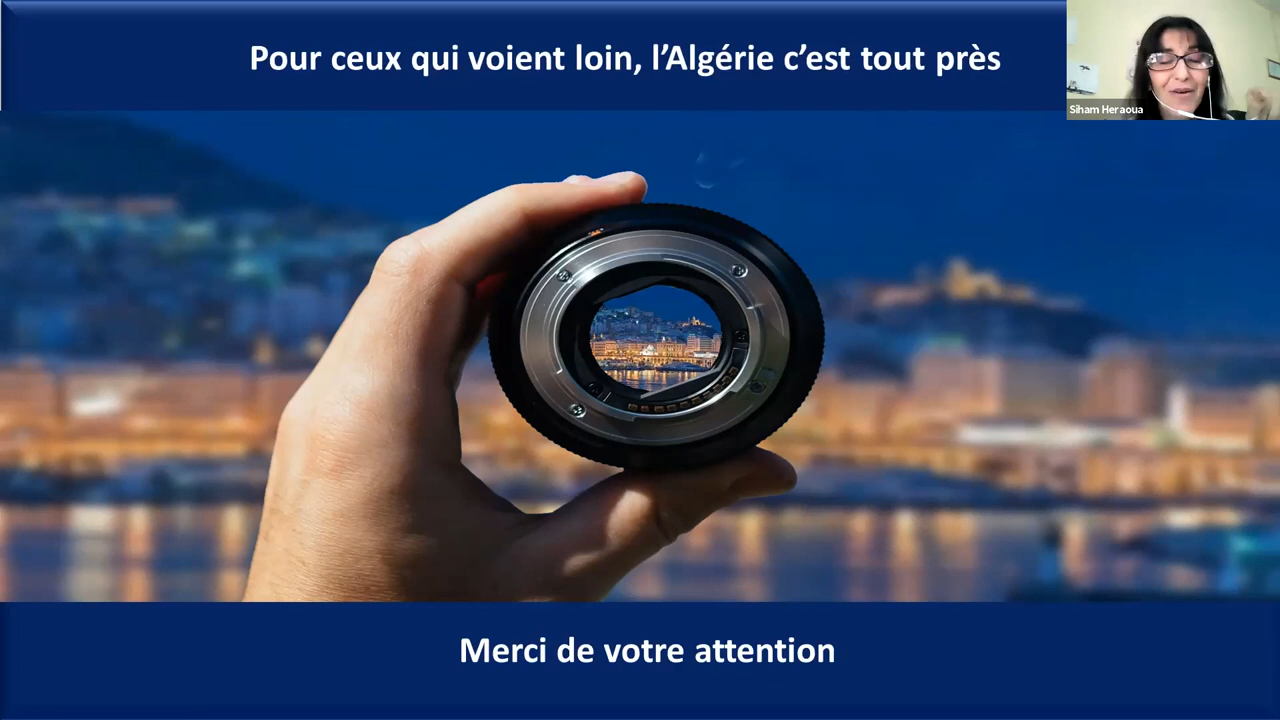 Pour ceux qui voient loin, l’Algérie c’est tout près
Siham Heraoua
Merci de votre attention